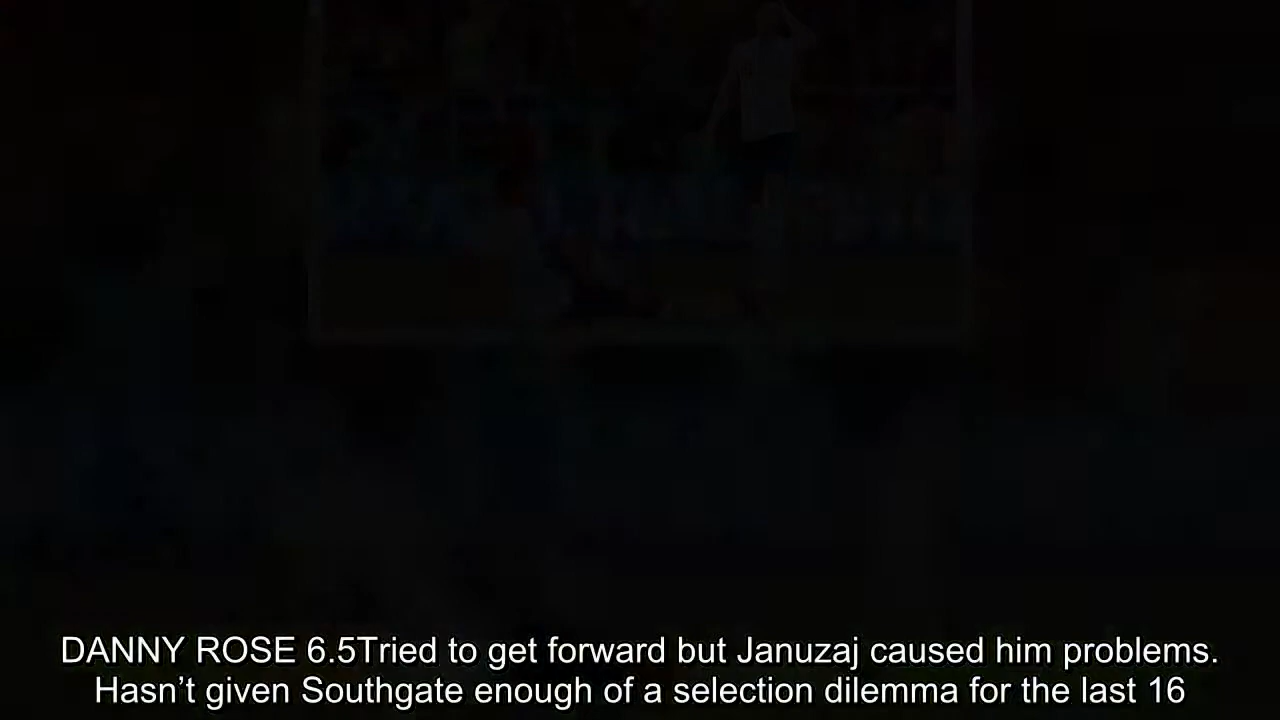 DANNY ROSE 6.5Tried to get forward but Januzaj caused him problems.
Hasn’t given Southgate enough of a selection dilemma for the last 16